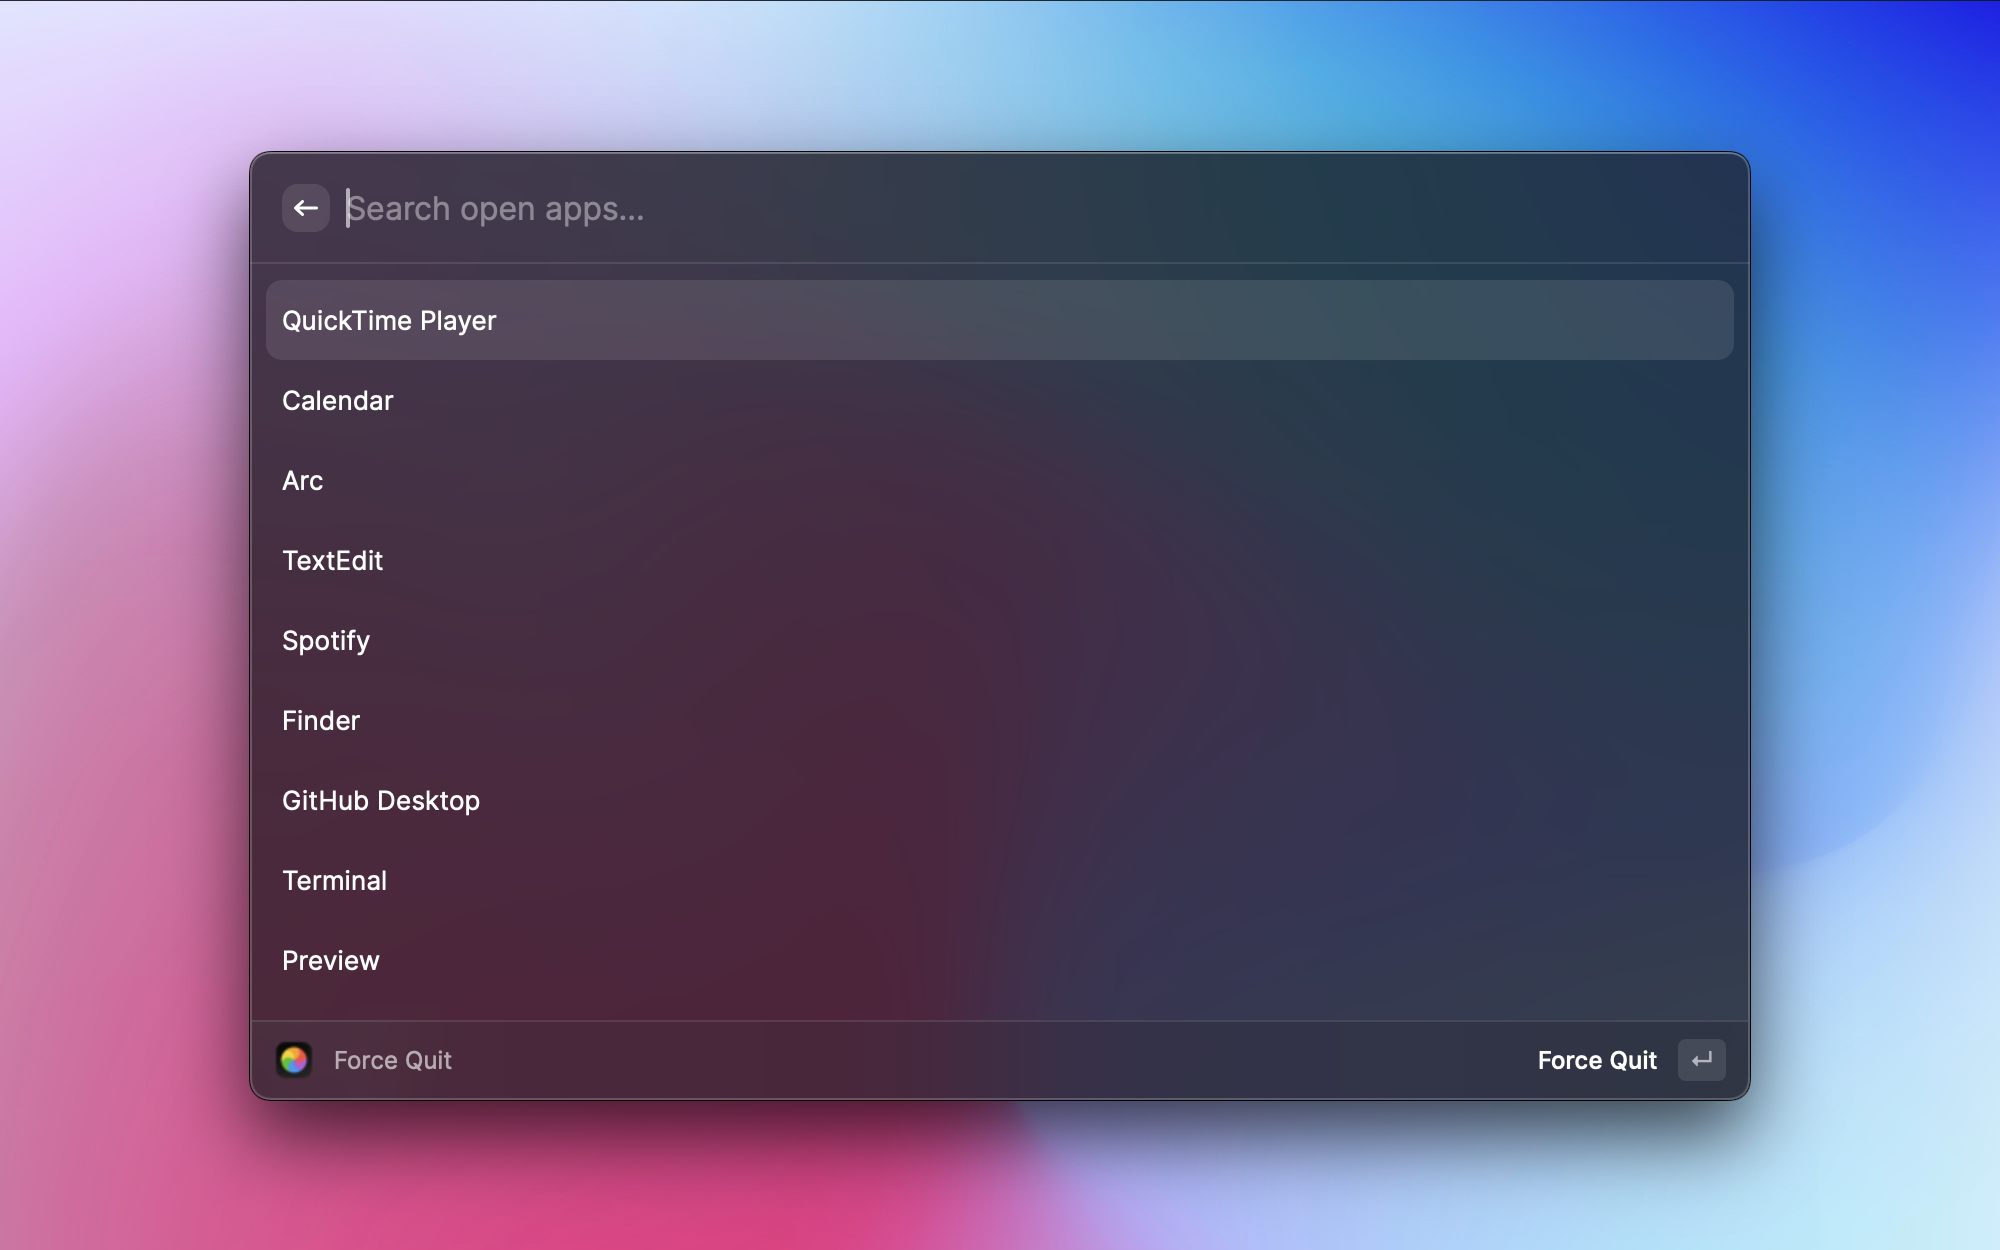 Search open apps...
QuickTime Player
Calendar
Arc
TextEdit
Spotify
Finder
GitHub Desktop
Terminal
Preview
Force Quit
Force Quit